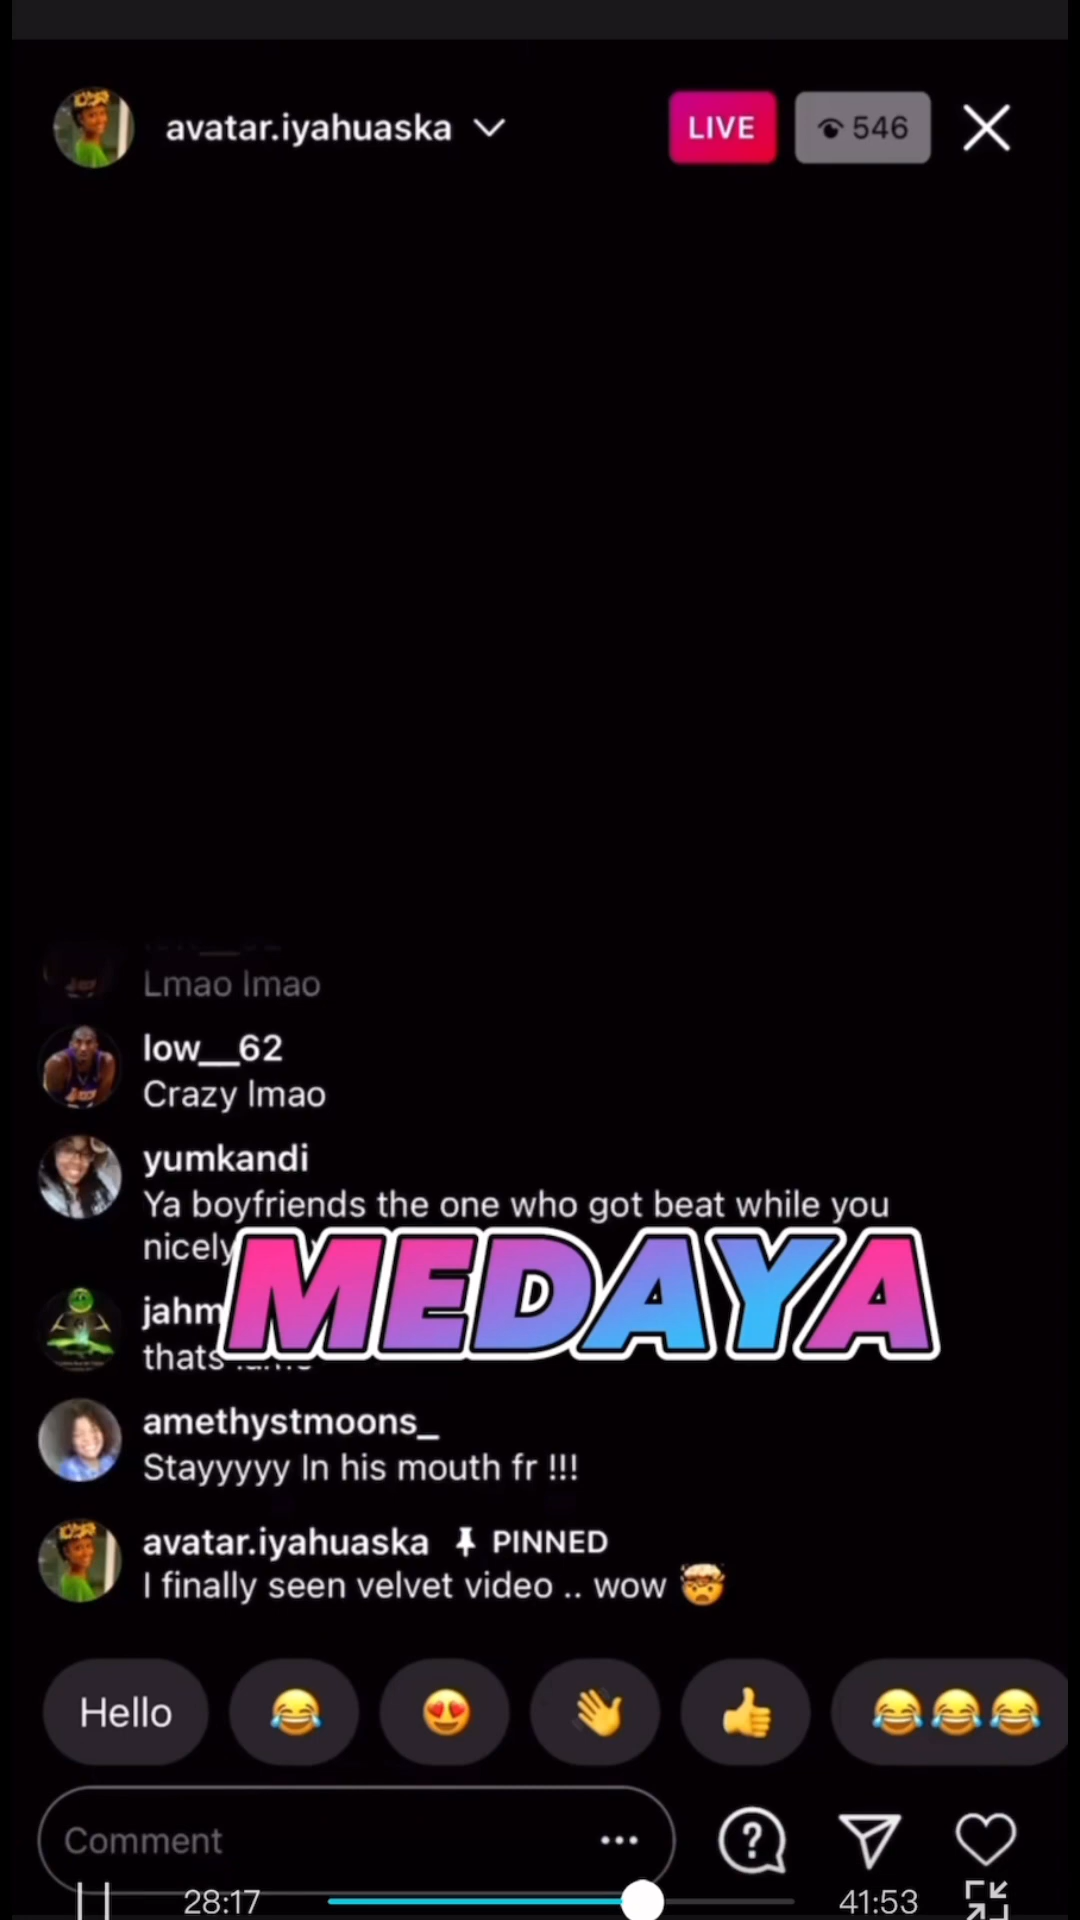 avatar.iyahuaska
LIVE
546
Lmao lmao
low__62
Crazy lmao
yumkandi
Ya boyfriends the one who got beat while you
nicely
MEDAYA
jahm
thats
amethystmoons_
Stayyyyy In his mouth fr !!!
avatar.iyahuaska PINNED
I finally seen velvet video .. wow 🤯
Hello 😂 😍 👋 👍 😂😂😂
Comment
28:17 41:53